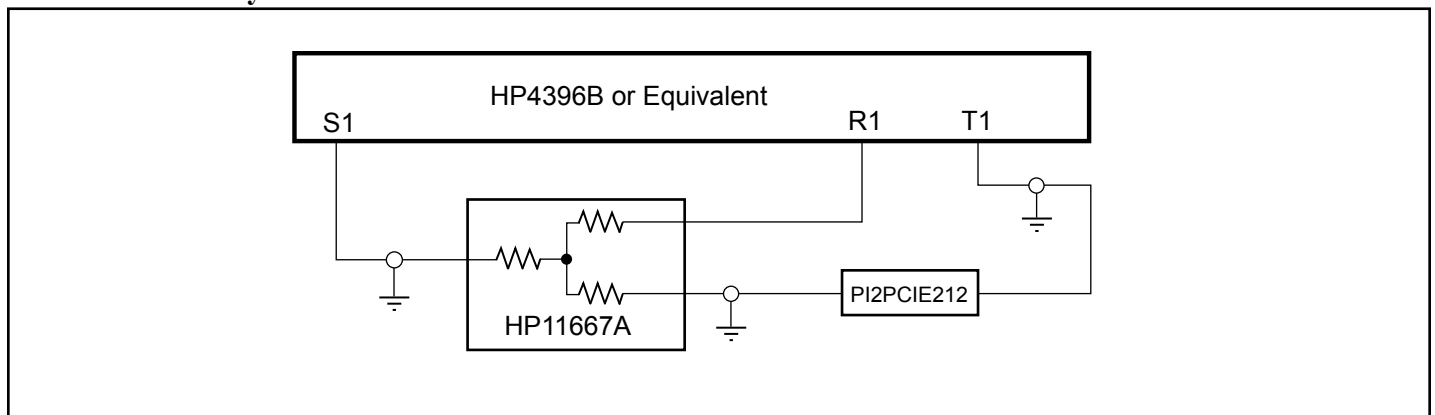 HP4396B or Equivalent
S1
R1
T1
PI2PCIE212
HP11667A